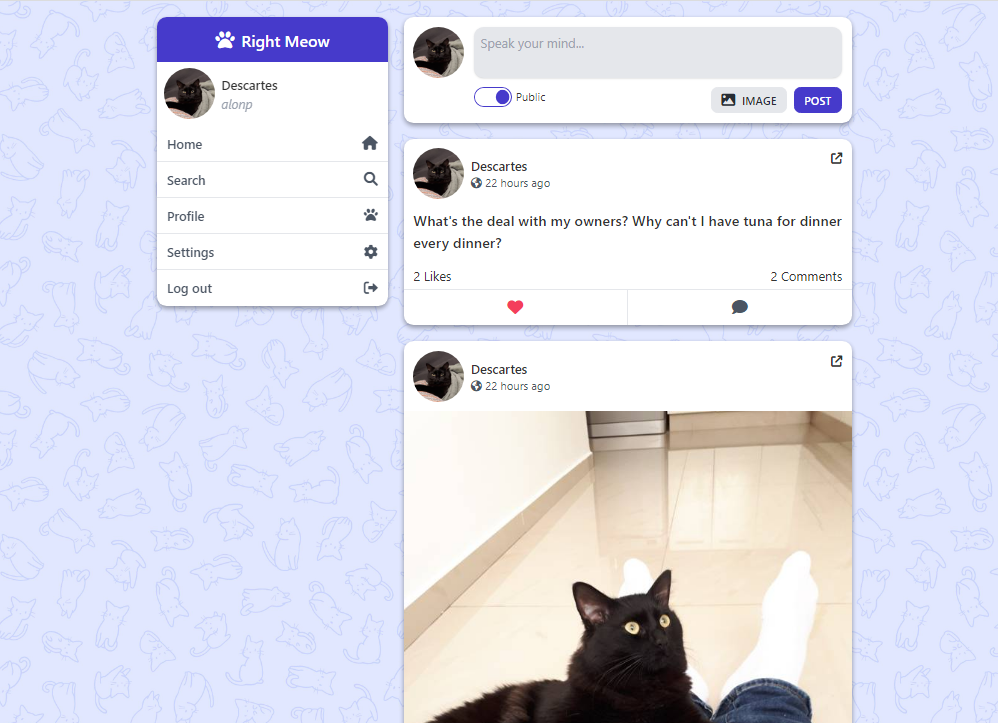 Right Meow
Descartes
alonp
Home
Search
Profile
Settings
Log out
Speak your mind...
Public
IMAGE
POST
Descartes
22 hours ago
What's the deal with my owners? Why can't I have tuna for dinner
every dinner?
2 Likes
2 Comments
Descartes
22 hours ago